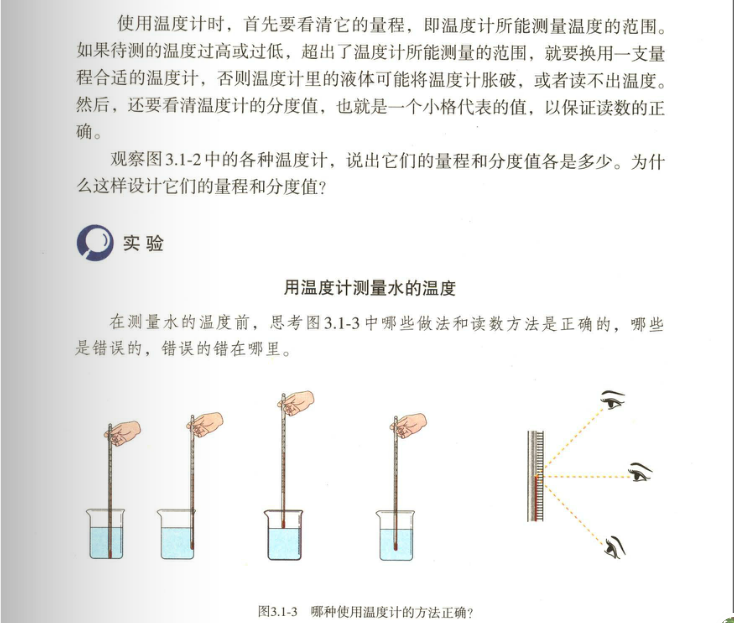 使用温度计时，首先要看清它的量程，即温度计所能测量温度的范围。
如果待测的温度过高或过低，超出了温度计所能测量的范围，就要换用一支量
程合适的温度计，否则温度计里的液体可能将温度计胀破，或者读不出温度。
然后，还要看清温度计的分度值，也就是一个小格代表的值，以保证读数的正
确。
观察图3.1-2中的各种温度计，说出它们的量程和分度值各是多少。为什
么这样设计它们的量程和分度值？
实验
用温度计测量水的温度
在测量水的温度前，思考图3.1-3中哪些做法和读数方法是正确的，哪些
是错误的，错误的错在哪里。
图3.1-3 哪种使用温度计的方法正确？